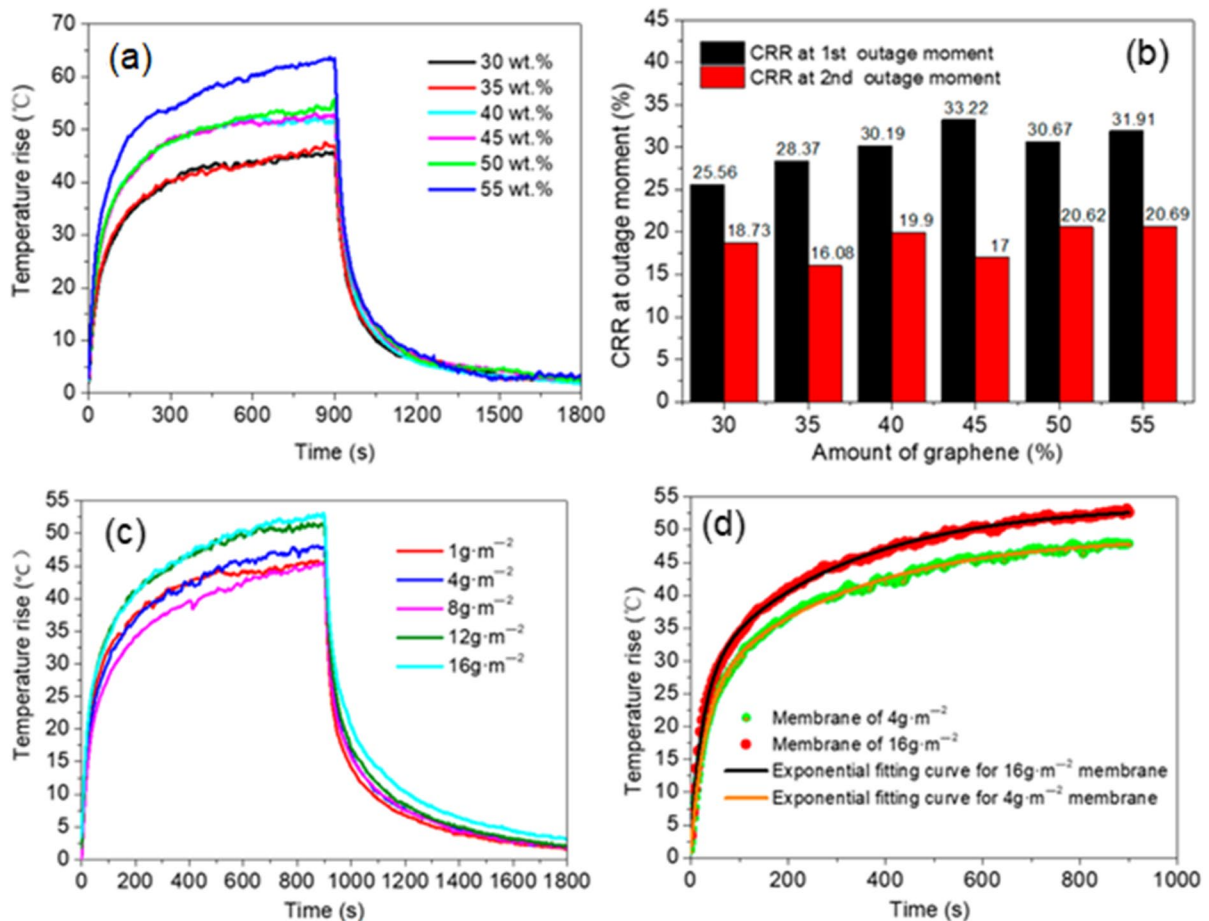 (a)
70
60
50
40
30
20
10
0
Temperature rise (℃)
30 wt.%
35 wt.%
40 wt.%
45 wt.%
50 wt.%
55 wt.%
0 300 600 900 1200 1500 1800
Time (s)
(b)
45
40
35
30
25
20
15
10
5
0
CRR at outage moment (%)
CRR at 1st outage moment
CRR at 2nd outage moment
25.56 28.37 30.19 33.22 30.67 31.91
18.73 16.08 19.9 17 20.62 20.69
30 35 40 45 50 55
Amount of graphene (%)
(c)
55
50
45
40
35
30
25
20
15
10
5
0
Temperature rise (°C)
1g·m⁻²
4g·m⁻²
8g·m⁻²
12g·m⁻²
16g·m⁻²
0 200 400 600 800 1000 1200 1400 1600 1800
Time (s)
(d)
55
50
45
40
35
30
25
20
15
10
5
0
Temperature rise (℃)
Membrane of 4g·m⁻²
Membrane of 16g·m⁻²
Exponential fitting curve for 16g·m⁻² membrane
Exponential fitting curve for 4g·m⁻² membrane
0 200 400 600 800 1000
Time (s)